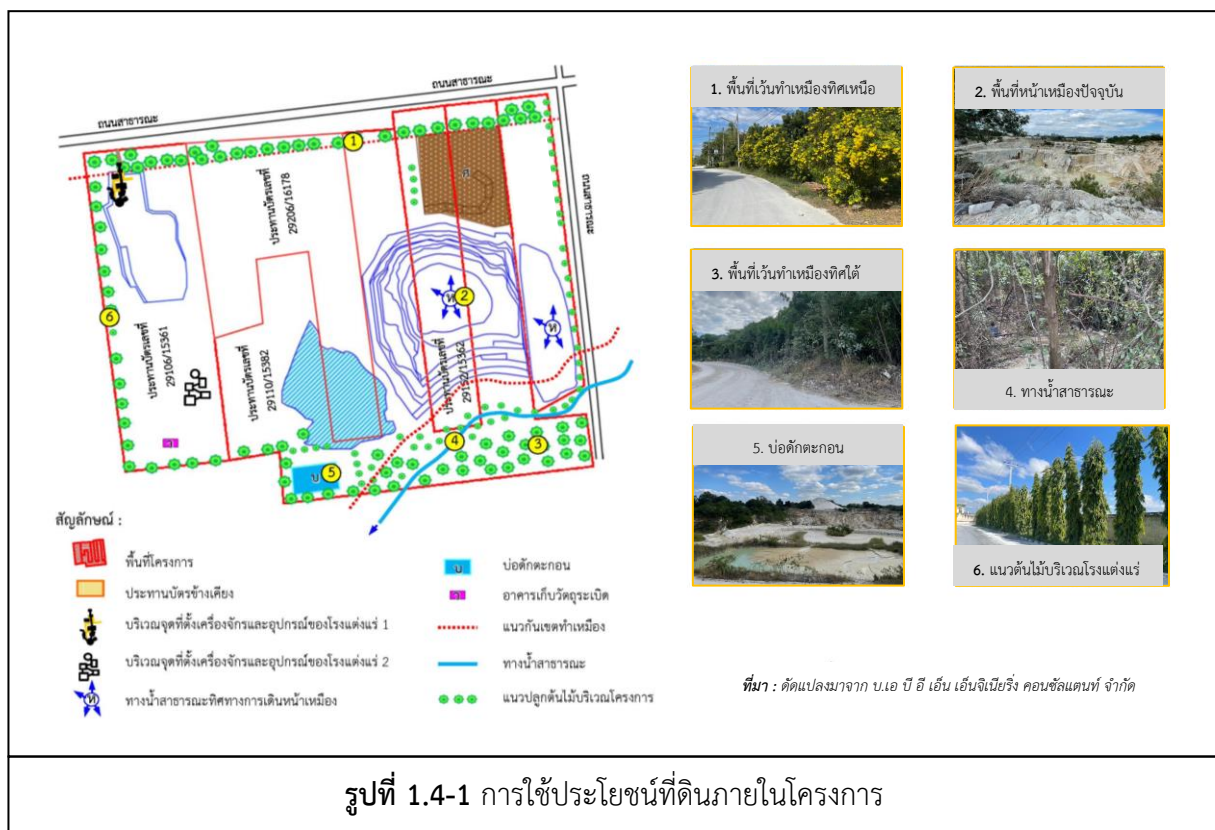 ถนนสาธารณะ
ถนนสาธารณะ
ถนนสาธารณะ
1
ศ
ประทานบัตรเลขที่
29206/16178
ห
2
ห
6
ประทานบัตรเลขที่
29106/15361
ประทานบัตรเลขที่
29110/15382
ประทานบัตรเลขที่
29152/15362
4
3
5
บ
สัญลักษณ์ :
พื้นที่โครงการ
ประทานบัตรข้างเคียง
บริเวณจุดที่ตั้งเครื่องจักรและอุปกรณ์ของโรงแต่งแร่ 1
บริเวณจุดที่ตั้งเครื่องจักรและอุปกรณ์ของโรงแต่งแร่ 2
ห
ทางน้ำสาธารณะทิศทางการเดินหน้าเหมือง
บ
บ่อดักตะกอน
อาคารเก็บวัตถุระเบิด
แนวกันเขตทำเหมือง
ทางน้ำสาธารณะ
แนวปลูกต้นไม้บริเวณโครงการ
1. พื้นที่เว้นทำเหมืองทิศเหนือ
2. พื้นที่หน้าเหมืองปัจจุบัน
3. พื้นที่เว้นทำเหมืองทิศใต้
4. ทางน้ำสาธารณะ
5. บ่อดักตะกอน
6. แนวต้นไม้บริเวณโรงแต่งแร่
ที่มา : ดัดแปลงมาจาก บ.เอ บี อี เอ็น เอ็นจิเนียริ่ง คอนซัลแตนท์ จำกัด
รูปที่ 1.4-1 การใช้ประโยชน์ที่ดินภายในโครงการ